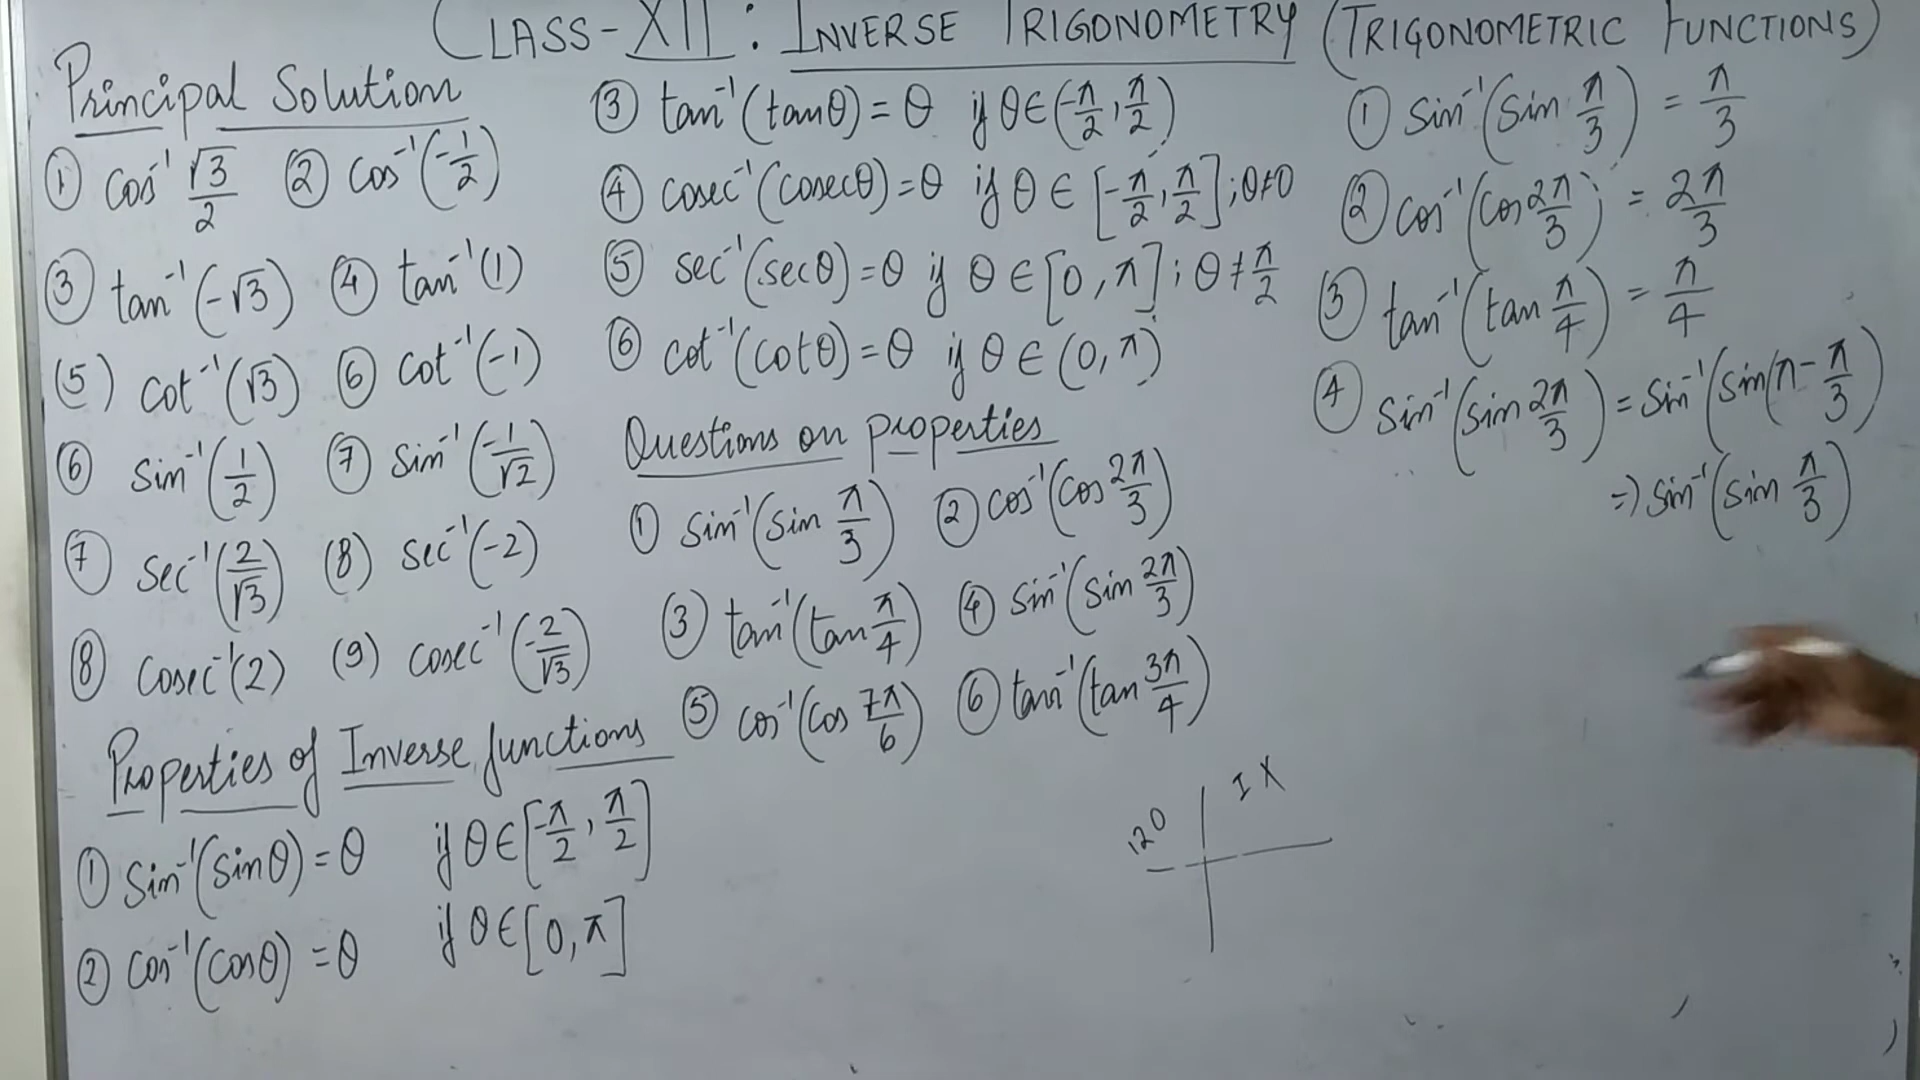 CLASS-XII : INVERSE TRIGONOMETRY (TRIGONOMETRIC FUNCTIONS)
Principal Solution
① cos⁻¹ √3/2 ② cos⁻¹(-1/2)
③ tan⁻¹(-√3) ④ tan⁻¹(1)
(5) cot⁻¹(√3) ⑥ cot⁻¹(-1)
⑥ sin⁻¹(1/2) ⑦ sin⁻¹(-1/√2)
⑦ sec⁻¹(2/√3) (8) sec⁻¹(-2)
⑧ cosec⁻¹(2) (9) cosec⁻¹(-2/√3)
Properties of Inverse functions
① sin⁻¹(sinθ) = θ if θ∈[-π/2, π/2]
② cos⁻¹(cosθ) = θ if θ∈[0, π]
③ tan⁻¹(tanθ) = θ if θ∈(-π/2, π/2)
④ cosec⁻¹(cosecθ) = θ if θ∈[-π/2, π/2]; θ≠0
⑤ sec⁻¹(secθ) = θ if θ∈[0, π]; θ≠π/2
⑥ cot⁻¹(cotθ) = θ if θ∈(0, π)
Questions on properties
① sin⁻¹(sin π/3) ② cos⁻¹(cos 2π/3)
③ tan⁻¹(tan π/4) ④ sin⁻¹(sin 2π/3)
⑤ cos⁻¹(cos 7π/6) ⑥ tan⁻¹(tan 3π/4)
I X
120
① sin⁻¹(sin π/3) = π/3
② cos⁻¹(cos 2π/3) = 2π/3
③ tan⁻¹(tan π/4) = π/4
④ sin⁻¹(sin 2π/3) = sin⁻¹(sin(π-π/3)
⇒ sin⁻¹(sin π/3)